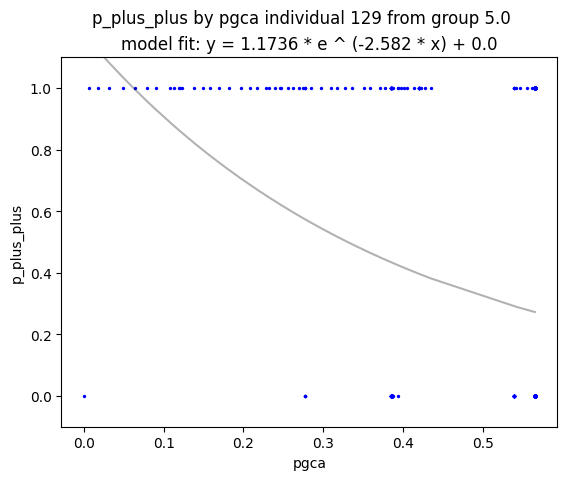 p_plus_plus by pgca individual 129 from group 5.0
model fit: y = 1.1736 * e ^ (-2.582 * x) + 0.0
1.0
0.8
0.6
0.4
0.2
0.0
p_plus_plus
0.0 0.1 0.2 0.3 0.4 0.5
pgca